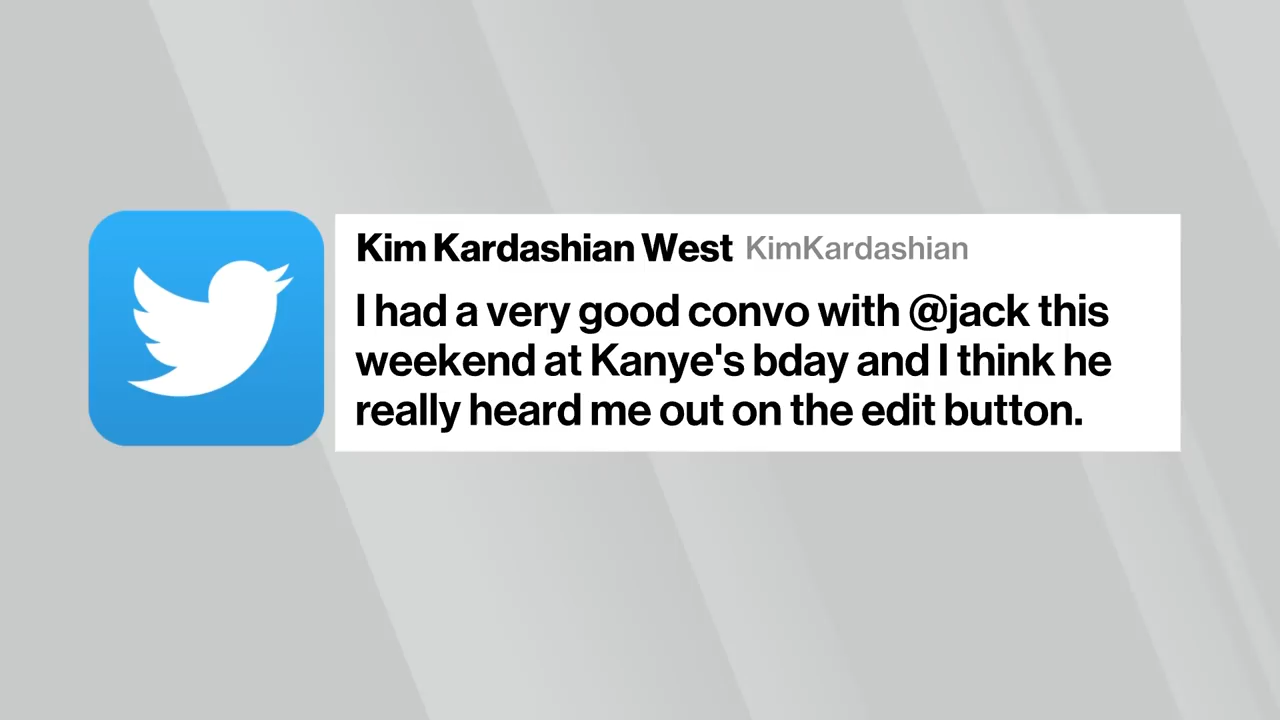 Kim Kardashian West KimKardashian
I had a very good convo with @jack this
weekend at Kanye's bday and I think he
really heard me out on the edit button.